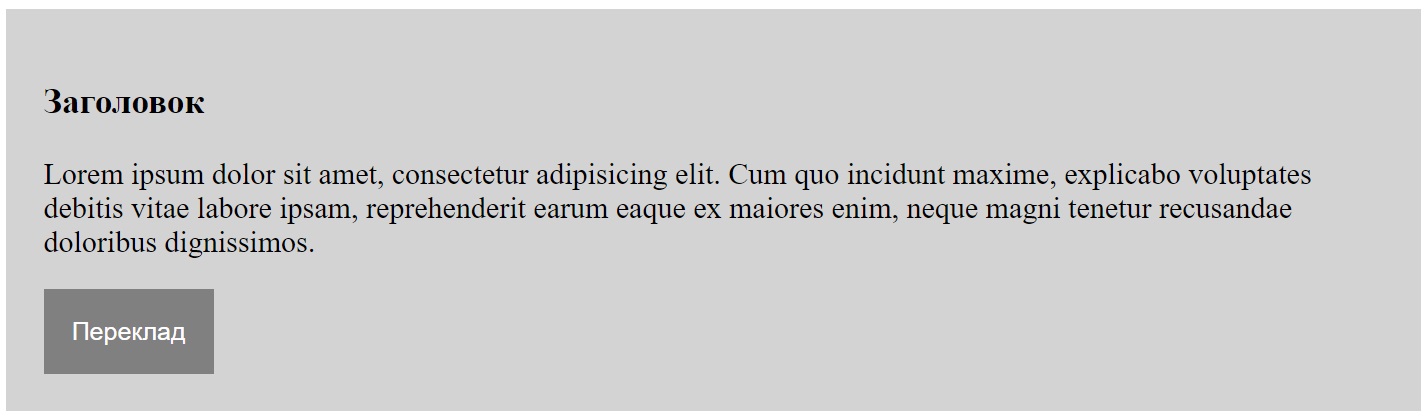 Заголовок
Lorem ipsum dolor sit amet, consectetur adipisicing elit. Cum quo incidunt maxime, explicabo voluptates
debitis vitae labore ipsam, reprehenderit earum eaque ex maiores enim, neque magni tenetur recusandae
doloribus dignissimos.
Переклад